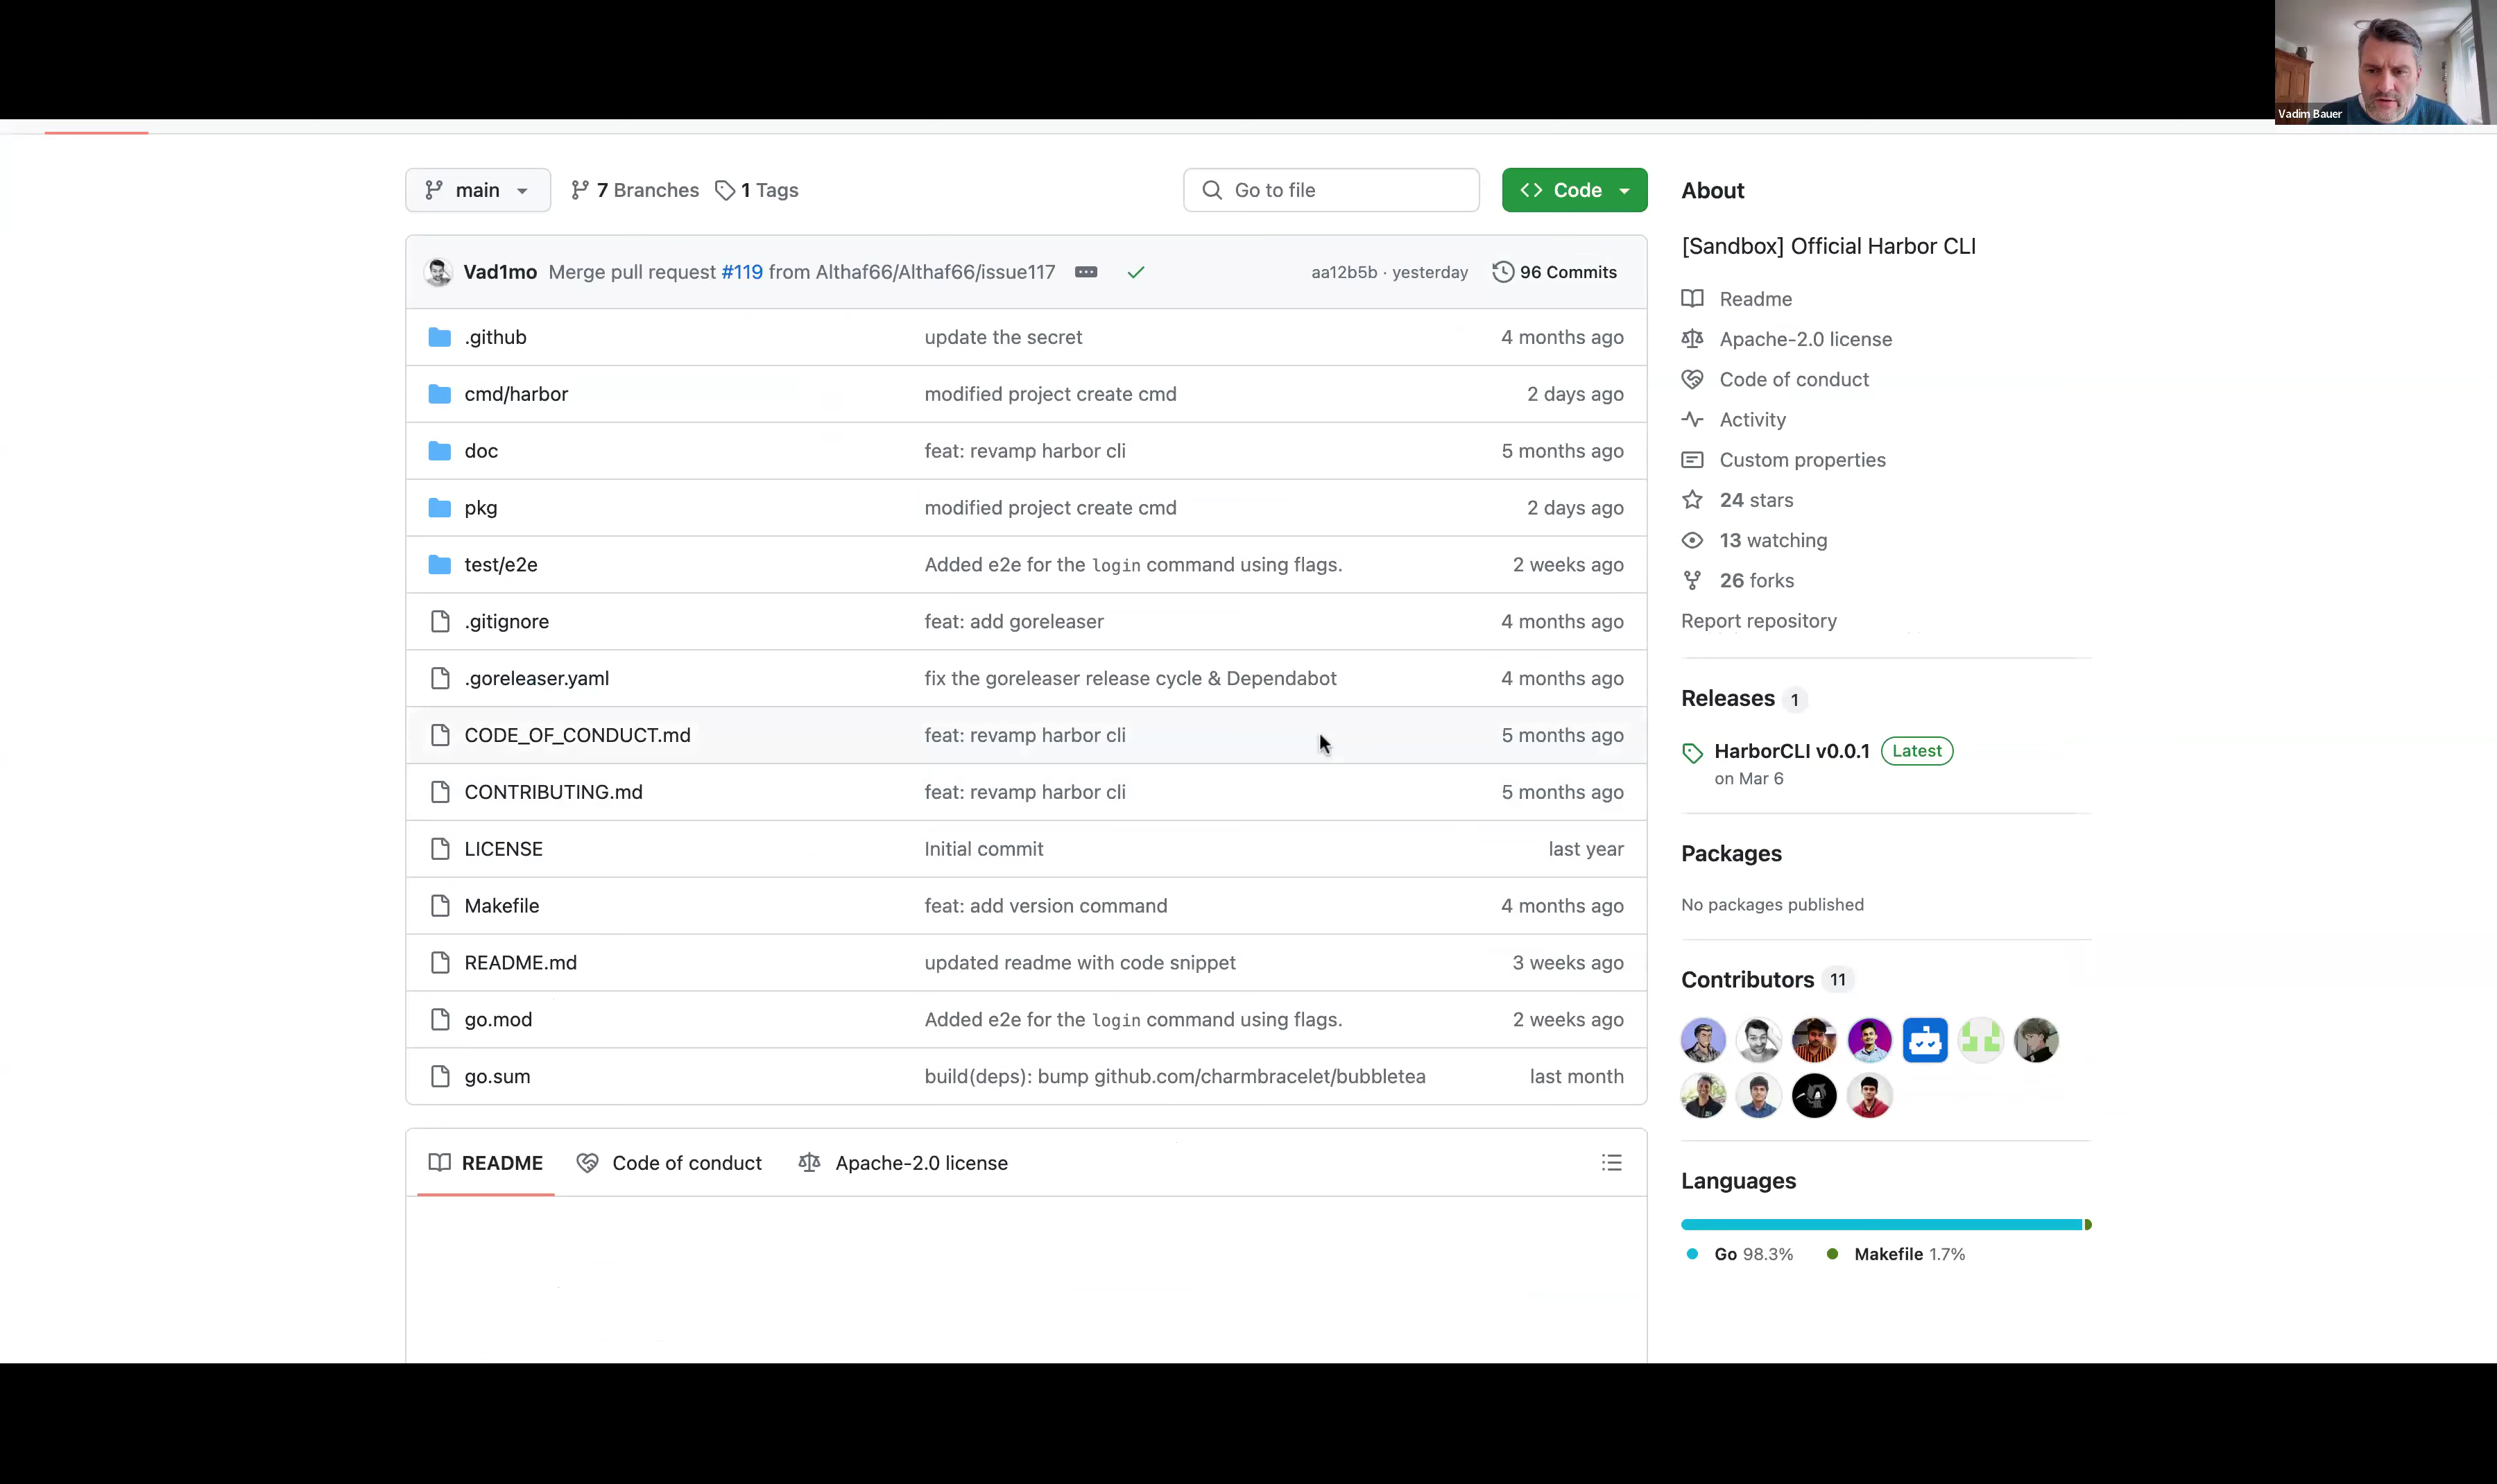 Vadim Bauer
main
7 Branches
1 Tags
Go to file
Code
Vad1mo Merge pull request #119 from Althaf66/Althaf66/issue117
aa12b5b · yesterday
96 Commits
.github update the secret 4 months ago
cmd/harbor modified project create cmd 2 days ago
doc feat: revamp harbor cli 5 months ago
pkg modified project create cmd 2 days ago
test/e2e Added e2e for the login command using flags. 2 weeks ago
.gitignore feat: add goreleaser 4 months ago
.goreleaser.yaml fix the goreleaser release cycle & Dependabot 4 months ago
CODE_OF_CONDUCT.md feat: revamp harbor cli 5 months ago
CONTRIBUTING.md feat: revamp harbor cli 5 months ago
LICENSE Initial commit last year
Makefile feat: add version command 4 months ago
README.md updated readme with code snippet 3 weeks ago
go.mod Added e2e for the login command using flags. 2 weeks ago
go.sum build(deps): bump github.com/charmbracelet/bubbletea last month
README
Code of conduct
Apache-2.0 license
About
[Sandbox] Official Harbor CLI
Readme
Apache-2.0 license
Code of conduct
Activity
Custom properties
24 stars
13 watching
26 forks
Report repository
Releases 1
HarborCLI v0.0.1 Latest
on Mar 6
Packages
No packages published
Contributors 11
Languages
Go 98.3%
Makefile 1.7%